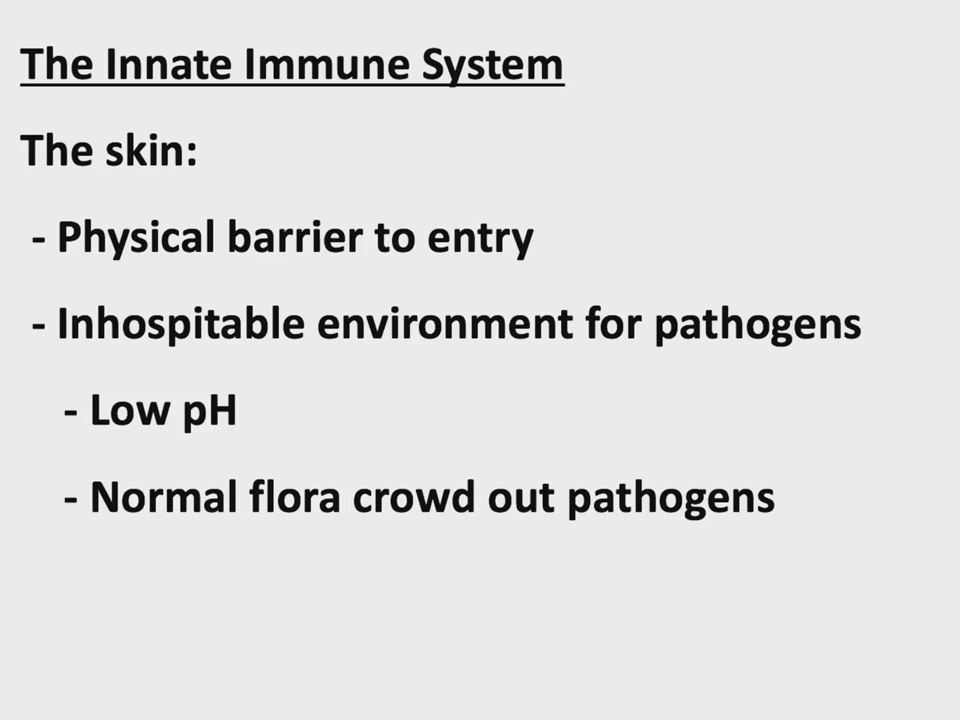 The Innate Immune System
The skin:
- Physical barrier to entry
- Inhospitable environment for pathogens
- Low pH
- Normal flora crowd out pathogens